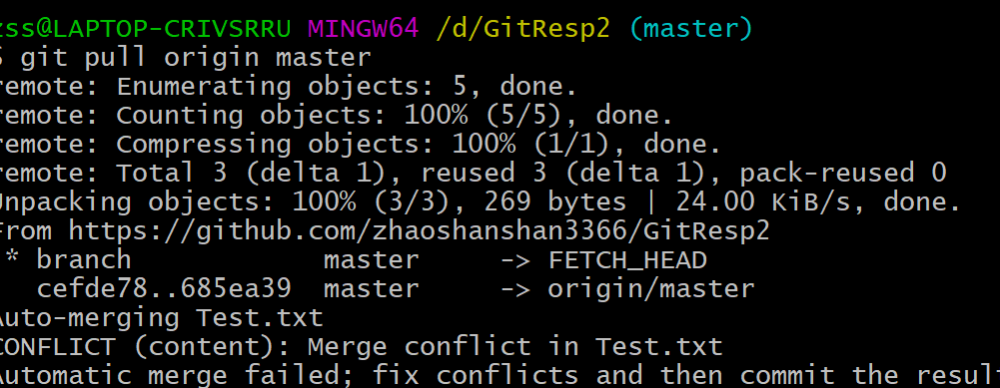 zss@LAPTOP-CRIVSRRU MINGW64 /d/GitResp2 (master)
$ git pull origin master
remote: Enumerating objects: 5, done.
remote: Counting objects: 100% (5/5), done.
remote: Compressing objects: 100% (1/1), done.
remote: Total 3 (delta 1), reused 3 (delta 1), pack-reused 0
Unpacking objects: 100% (3/3), 269 bytes | 24.00 KiB/s, done.
From https://github.com/zhaoshanshan3366/GitResp2
 * branch            master     -> FETCH_HEAD
   cefde78..685ea39  master     -> origin/master
Auto-merging Test.txt
CONFLICT (content): Merge conflict in Test.txt
Automatic merge failed; fix conflicts and then commit the resul